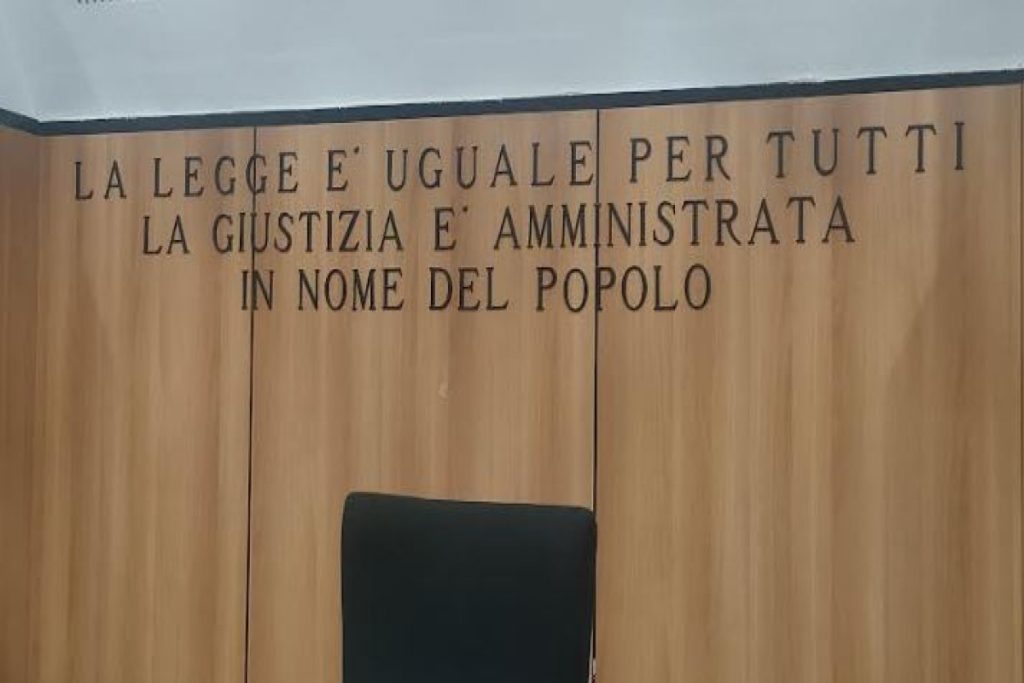 LA LEGGE E' UGUALE PER TUTTI
LA GIUSTIZIA E' AMMINISTRATA
IN NOME DEL POPOLO